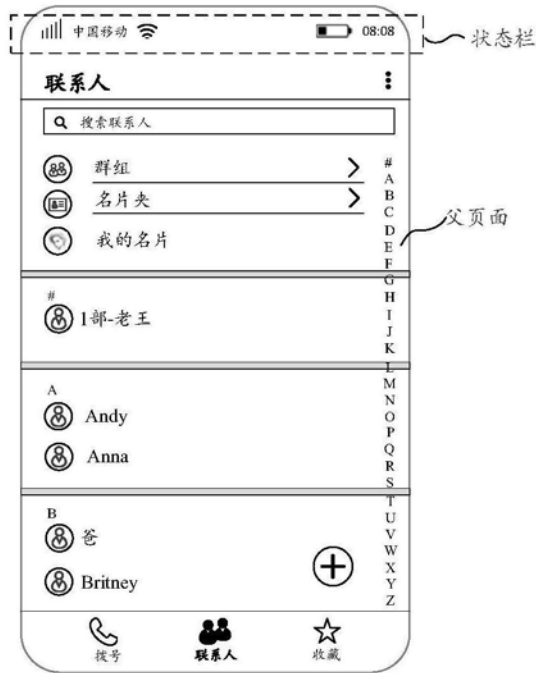 中国移动 08:08
状态栏
联系人
搜索联系人
群组
名片夹
我的名片
父页面
#
A
B
C
D
E
F
G
H
I
J
K
L
M
N
O
P
Q
R
S
T
U
V
W
X
Y
Z
#
1部-老王
A
Andy
Anna
B
爸
Britney
拨号 联系人 收藏